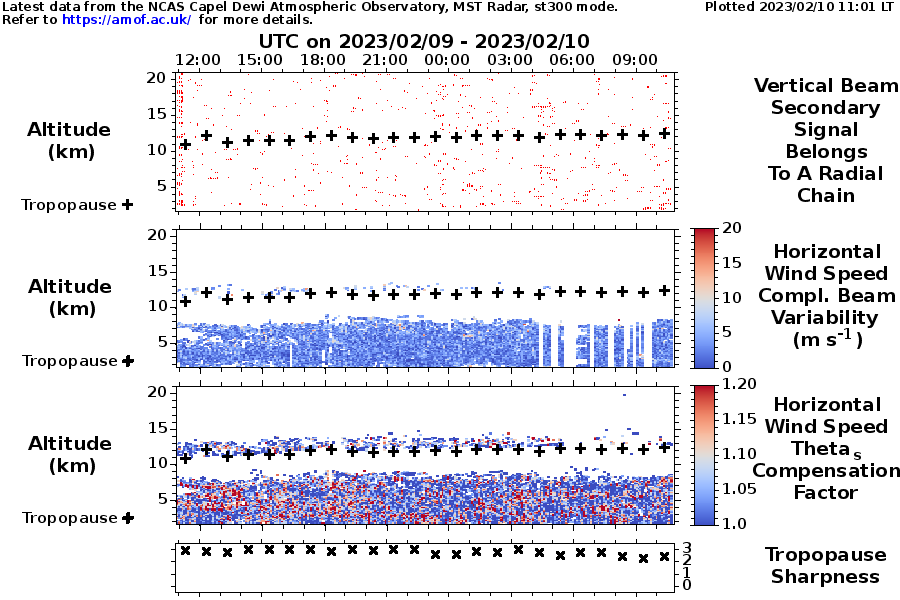 Latest data from the NCAS Capel Dewi Atmospheric Observatory, MST Radar, st300 mode.
Plotted 2023/02/10 11:01 LT
Refer to https://amof.ac.uk/ for more details.
UTC on 2023/02/09 - 2023/02/10
12:00 15:00 18:00 21:00 00:00 03:00 06:00 09:00
20
15
10
5
Altitude
(km)
Tropopause +
Vertical Beam
Secondary
Signal
Belongs
To A Radial
Chain
20
15
10
5
Altitude
(km)
Tropopause +
20
15
10
5
0
Horizontal
Wind Speed
Compl. Beam
Variability
(m s-1)
20
15
10
5
Altitude
(km)
Tropopause +
1.20
1.15
1.10
1.05
1.0
Horizontal
Wind Speed
Theta s
Compensation
Factor
3
2
1
0
Tropopause
Sharpness